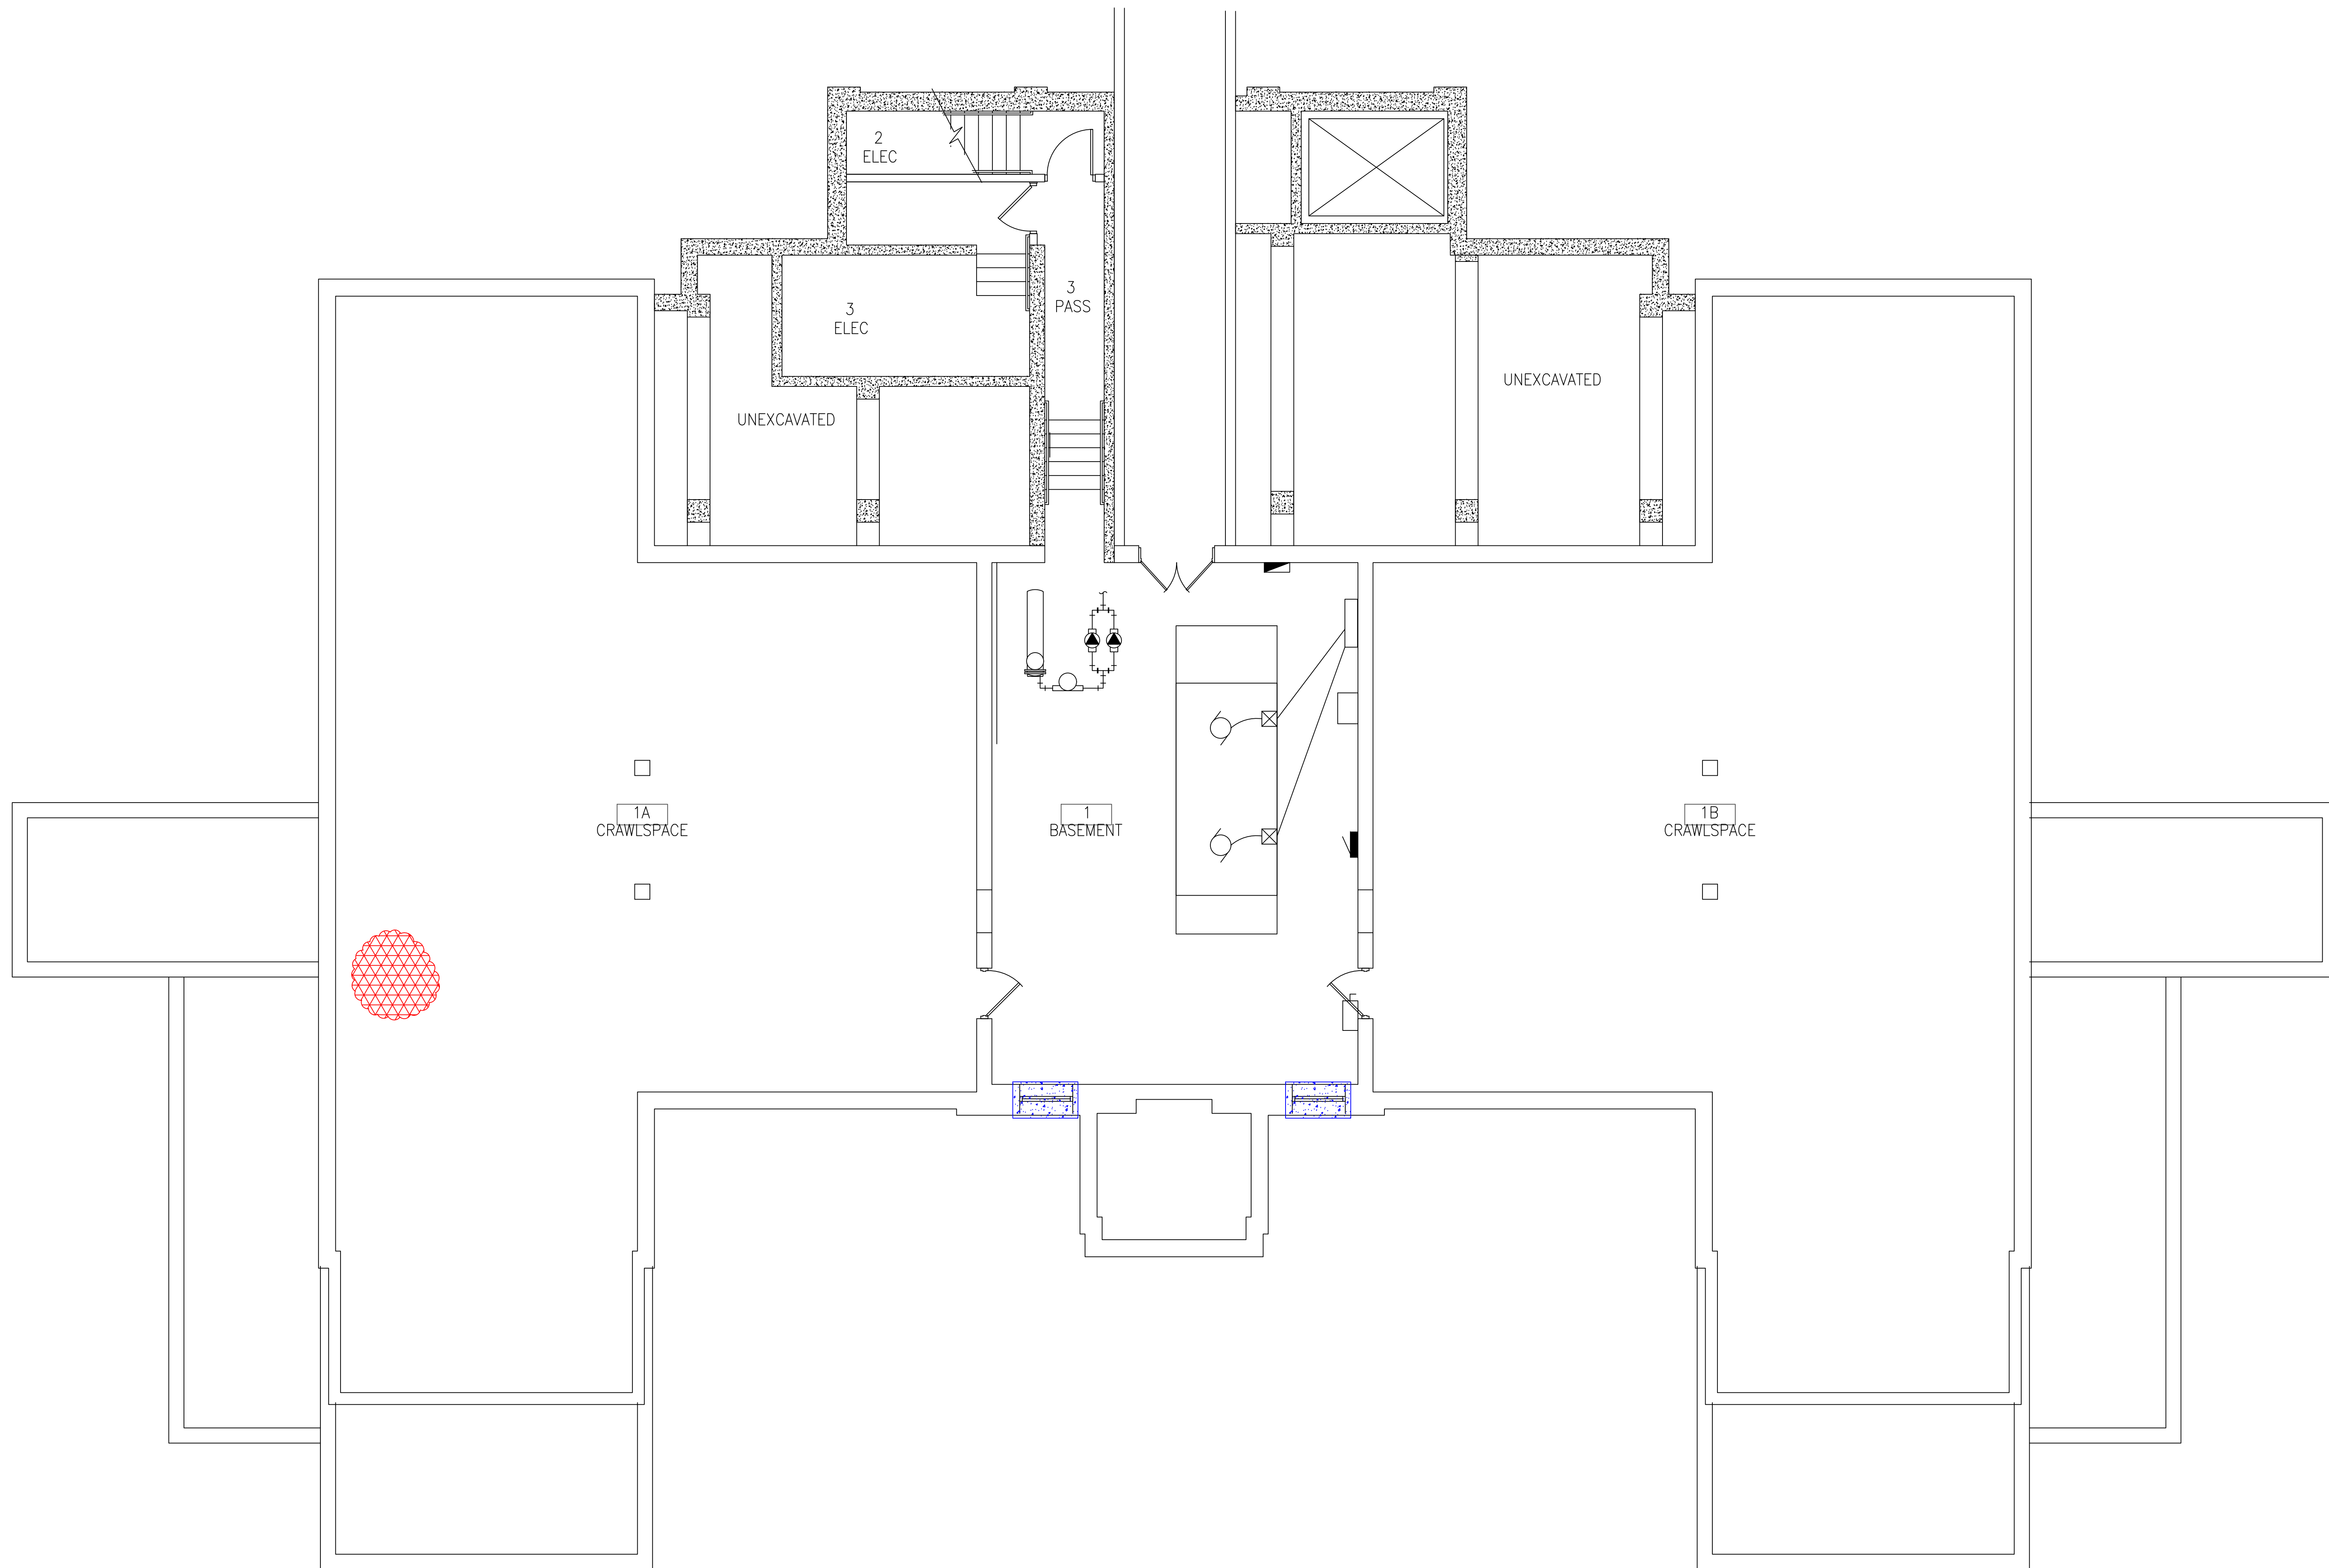 2
ELEC
3
PASS
3
ELEC
UNEXCAVATED
UNEXCAVATED
1A
CRAWLSPACE
1
BASEMENT
1B
CRAWLSPACE